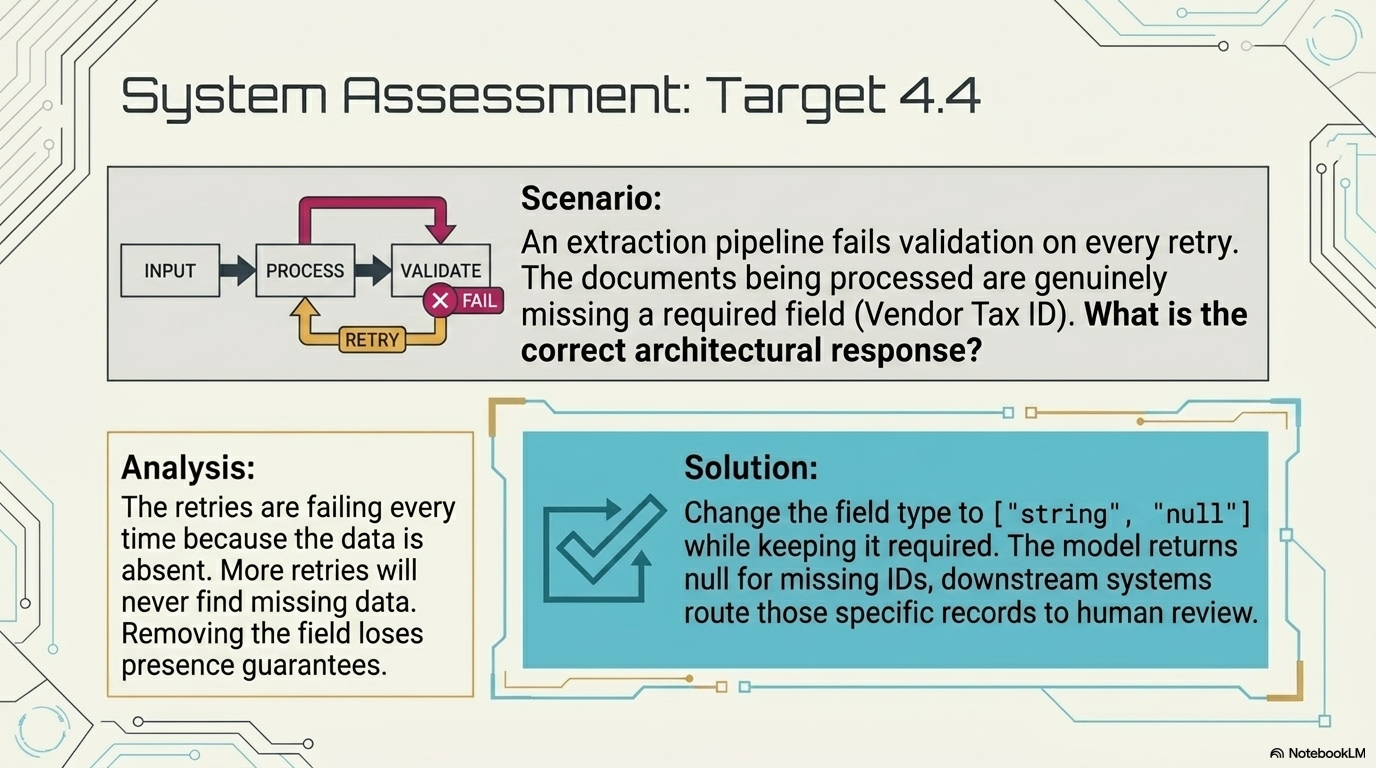 System Assessment: Target 4.4
INPUT
PROCESS
VALIDATE
FAIL
RETRY
Scenario:
An extraction pipeline fails validation on every retry.
The documents being processed are genuinely
missing a required field (Vendor Tax ID). What is the
correct architectural response?
Analysis:
The retries are failing every
time because the data is
absent. More retries will
never find missing data.
Removing the field loses
presence guarantees.
Solution:
Change the field type to ["string", "null"]
while keeping it required. The model returns
null for missing IDs, downstream systems
route those specific records to human review.
NotebookLM